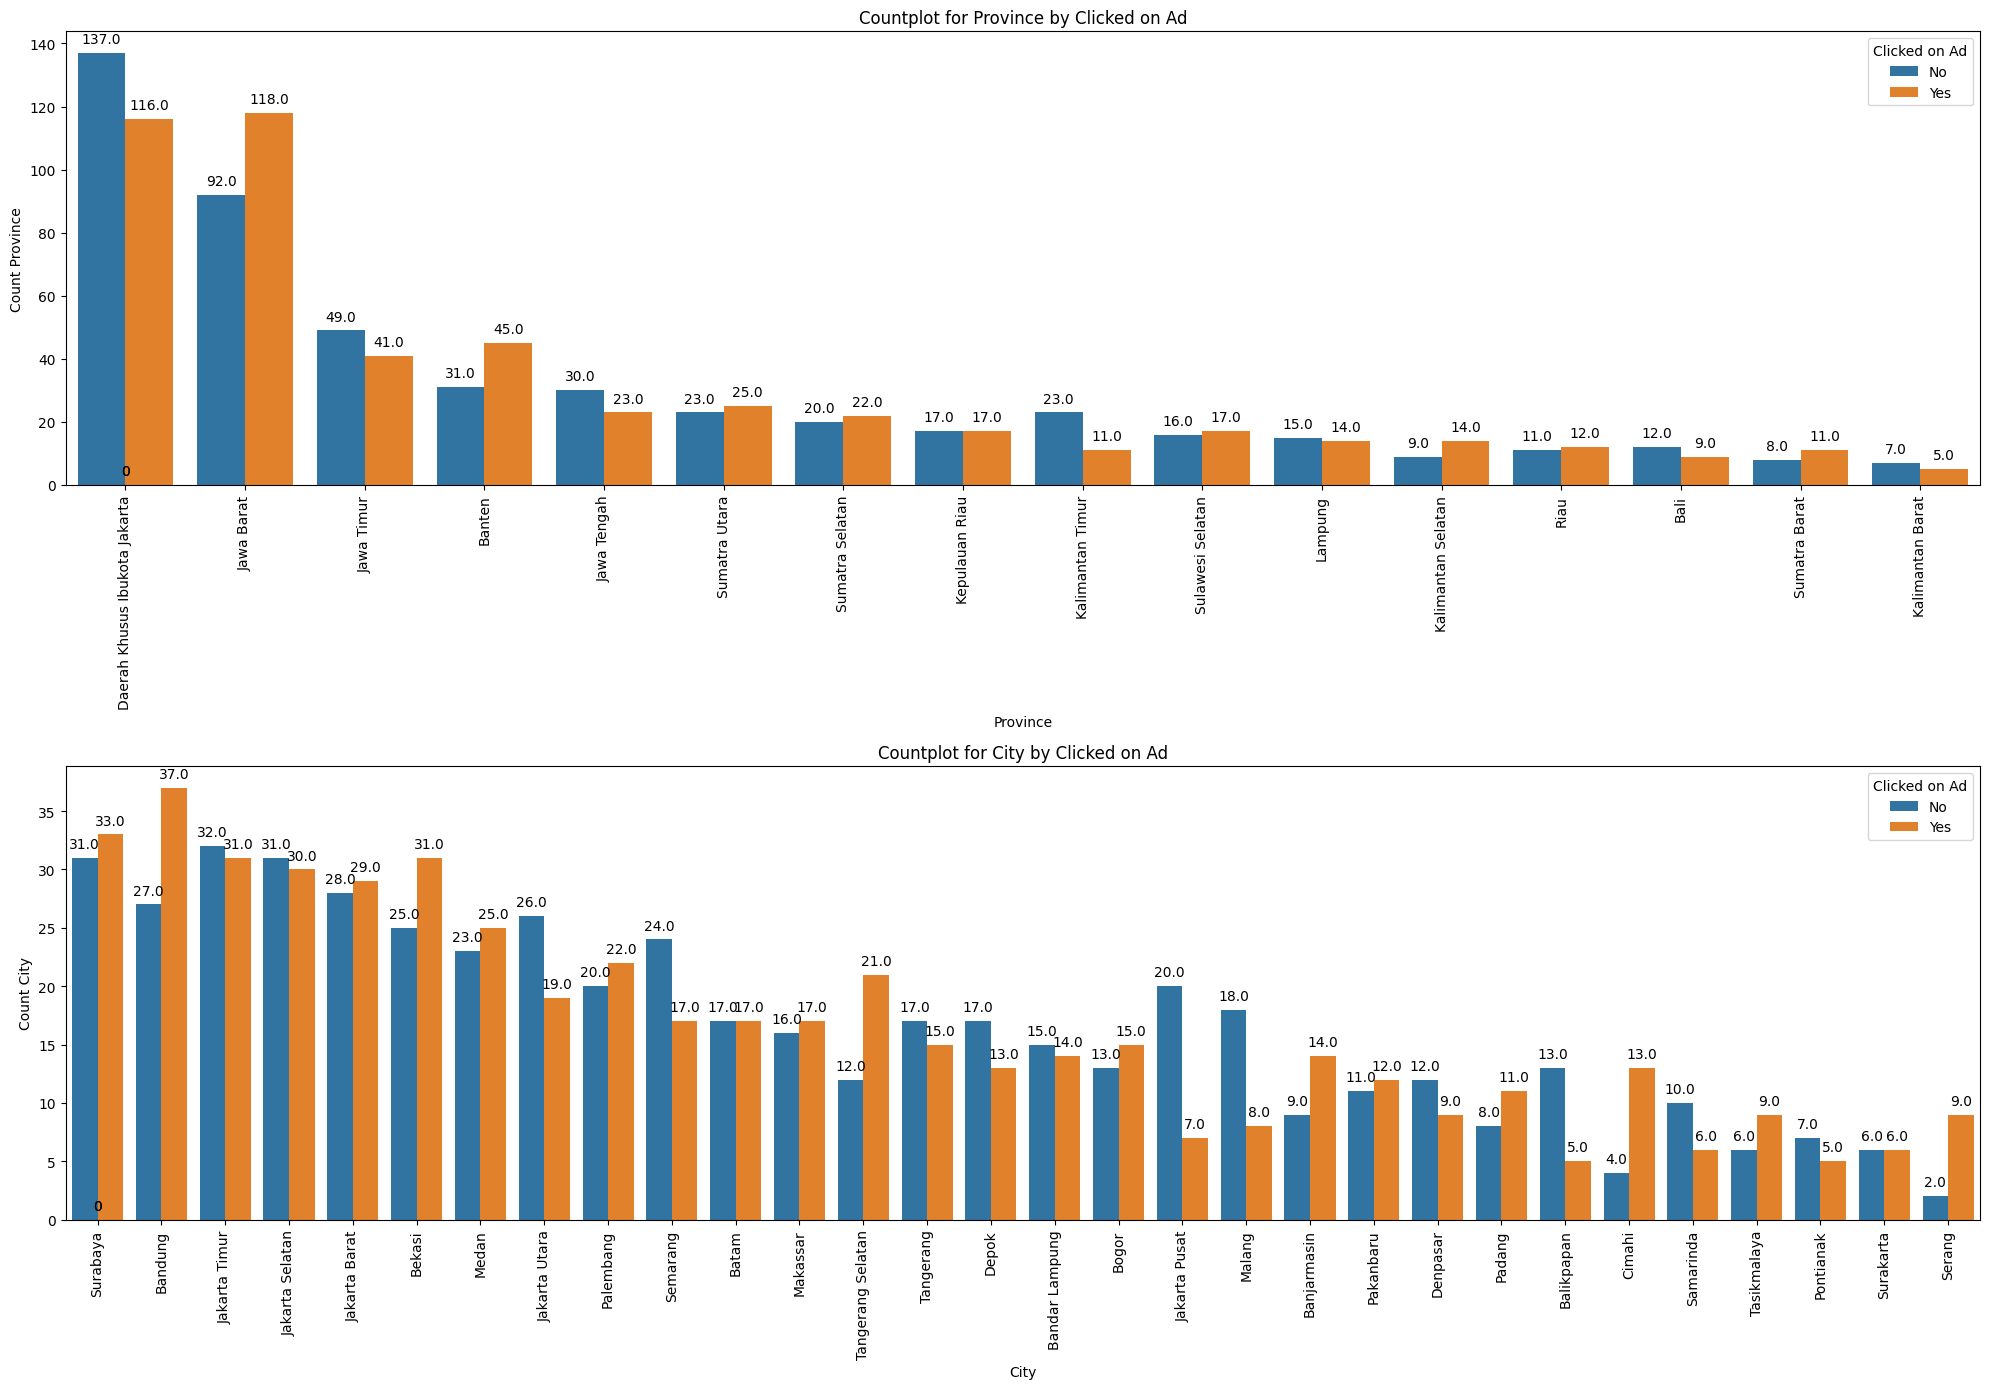 Countplot for Province by Clicked on Ad
Clicked on Ad
No
Yes
Count Province
140
120
100
80
60
40
20
0
137.0 116.0 92.0 118.0 49.0 41.0 31.0 45.0 30.0 23.0 23.0 25.0 20.0 22.0 17.0 17.0 23.0 11.0 16.0 17.0 15.0 14.0 9.0 14.0 11.0 12.0 12.0 9.0 8.0 11.0 7.0 5.0
0
Daerah Khusus Ibukota Jakarta
Jawa Barat
Jawa Timur
Banten
Jawa Tengah
Sumatra Utara
Sumatra Selatan
Kepulauan Riau
Kalimantan Timur
Sulawesi Selatan
Lampung
Kalimantan Selatan
Riau
Bali
Sumatra Barat
Kalimantan Barat
Province
Countplot for City by Clicked on Ad
Clicked on Ad
No
Yes
Count City
35
30
25
20
15
10
5
0
31.0 33.0 27.0 37.0 32.0 31.0 31.0 30.0 28.0 29.0 25.0 31.0 23.0 25.0 26.0 19.0 20.0 22.0 24.0 17.0 17.0 17.0 16.0 17.0 12.0 21.0 17.0 15.0 17.0 13.0 15.0 14.0 13.0 15.0 20.0 7.0 18.0 8.0 9.0 14.0 11.0 12.0 12.0 9.0 8.0 11.0 13.0 5.0 4.0 13.0 10.0 6.0 6.0 9.0 7.0 5.0 6.0 6.0 2.0 9.0
0
Surabaya
Bandung
Jakarta Timur
Jakarta Selatan
Jakarta Barat
Bekasi
Medan
Jakarta Utara
Palembang
Semarang
Batam
Makassar
Tangerang Selatan
Tangerang
Depok
Bandar Lampung
Bogor
Jakarta Pusat
Malang
Banjarmasin
Pakanbaru
Denpasar
Padang
Balikpapan
Cimahi
Samarinda
Tasikmalaya
Pontianak
Surakarta
Serang
City